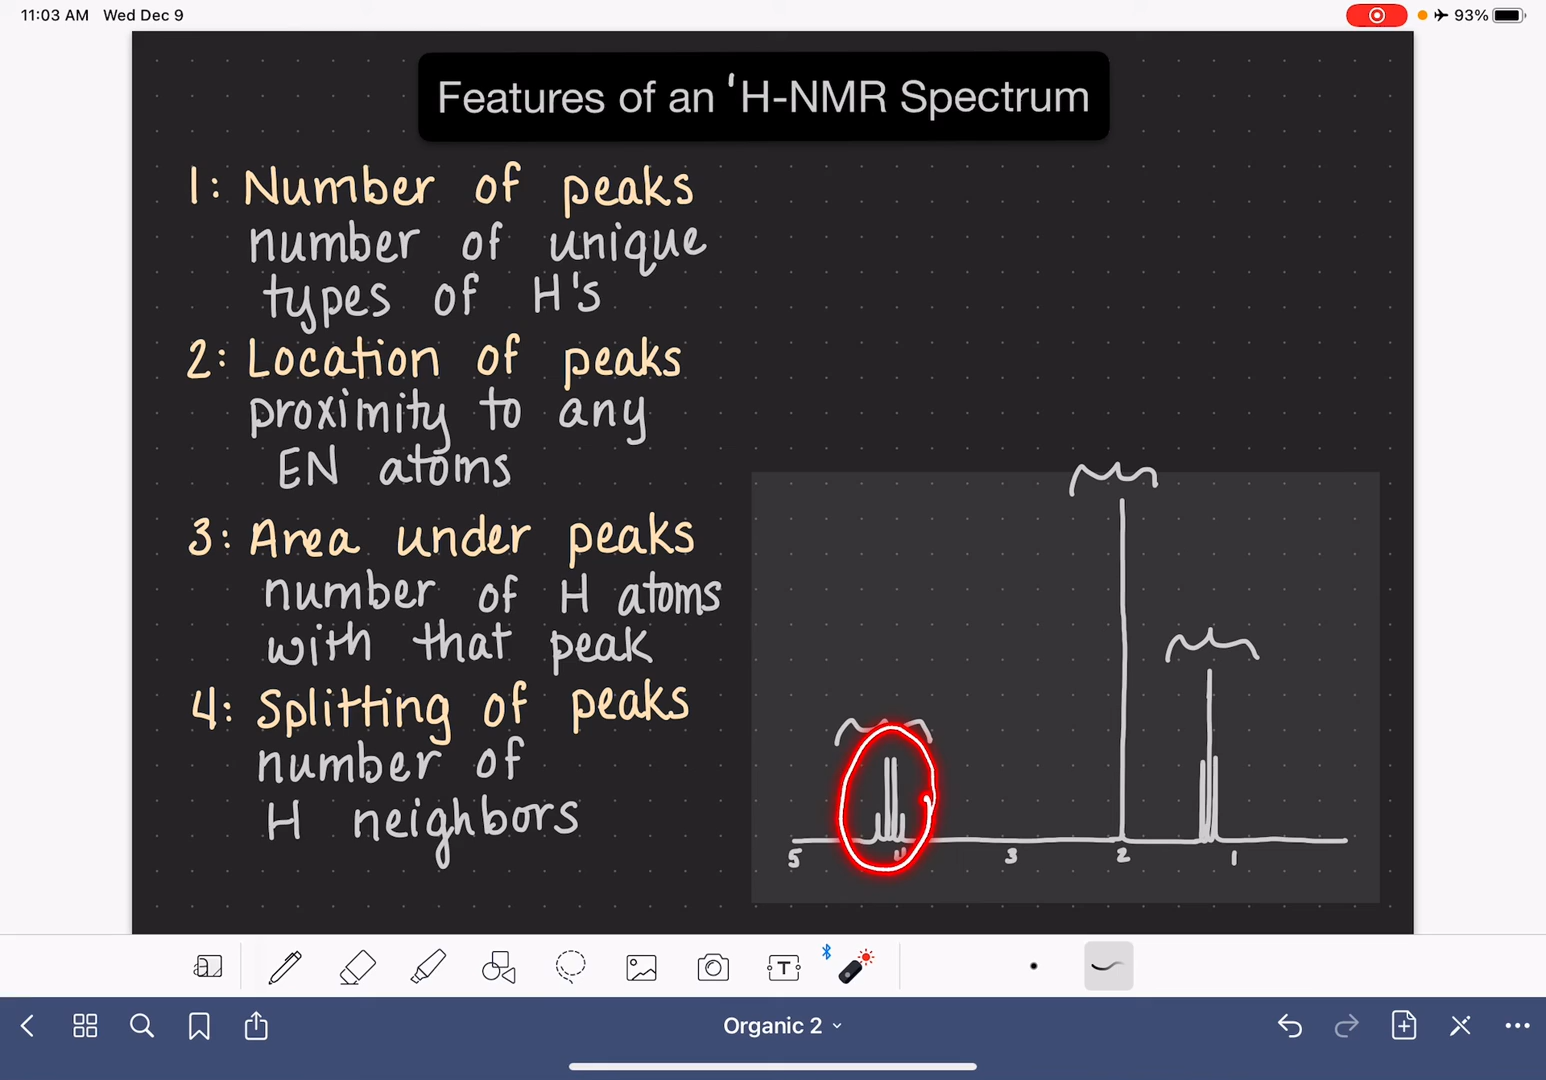 11:03 AM Wed Dec 9
93%
Features of an 'H-NMR Spectrum
1: Number of peaks
number of unique
types of H's
2: Location of peaks
proximity to any
EN atoms
3: Area under peaks
number of H atoms
with that peak
4: Splitting of peaks
number of
H neighbors
5 4 3 2 1
T
Organic 2